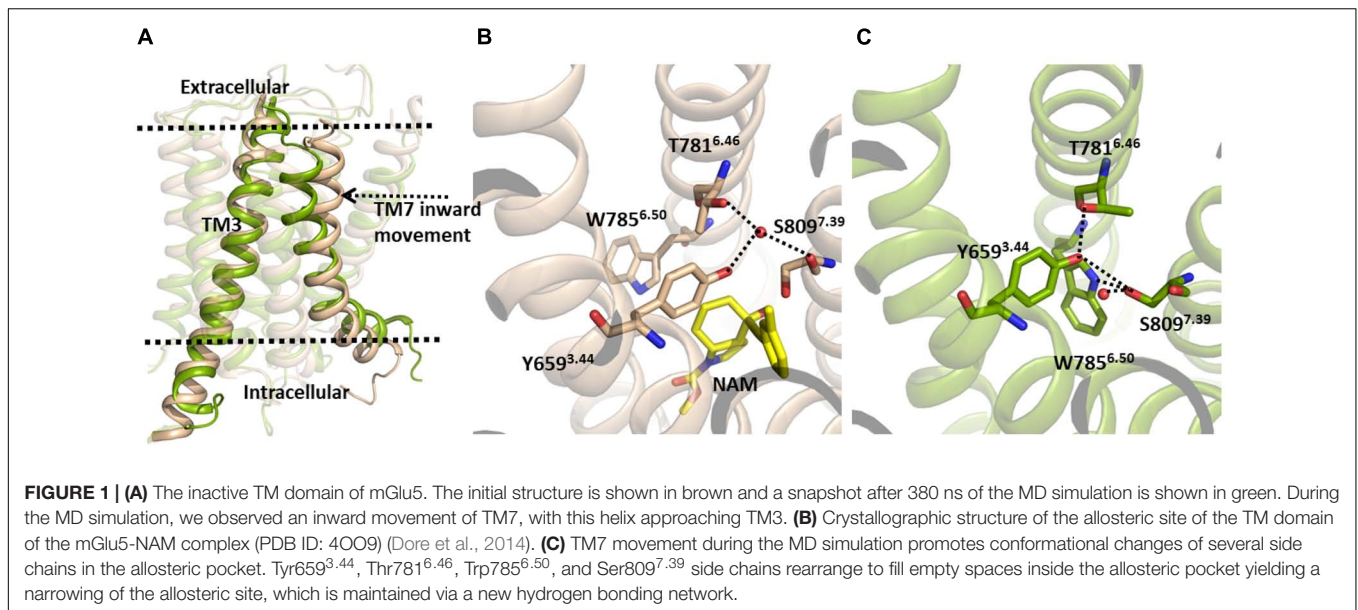 A
B
C
Extracellular
TM3
TM7 inward
movement
Intracellular
T781^6.46
W785^6.50
S809^7.39
Y659^3.44
NAM
T781^6.46
Y659^3.44
S809^7.39
W785^6.50
FIGURE 1 | (A) The inactive TM domain of mGlu5. The initial structure is shown in brown and a snapshot after 380 ns of the MD simulation is shown in green. During
the MD simulation, we observed an inward movement of TM7, with this helix approaching TM3. (B) Crystallographic structure of the allosteric site of the TM domain
of the mGlu5-NAM complex (PDB ID: 4OO9) (Dore et al., 2014). (C) TM7 movement during the MD simulation promotes conformational changes of several side
chains in the allosteric pocket. Tyr659^3.44, Thr781^6.46, Trp785^6.50, and Ser809^7.39 side chains rearrange to fill empty spaces inside the allosteric pocket yielding a
narrowing of the allosteric site, which is maintained via a new hydrogen bonding network.